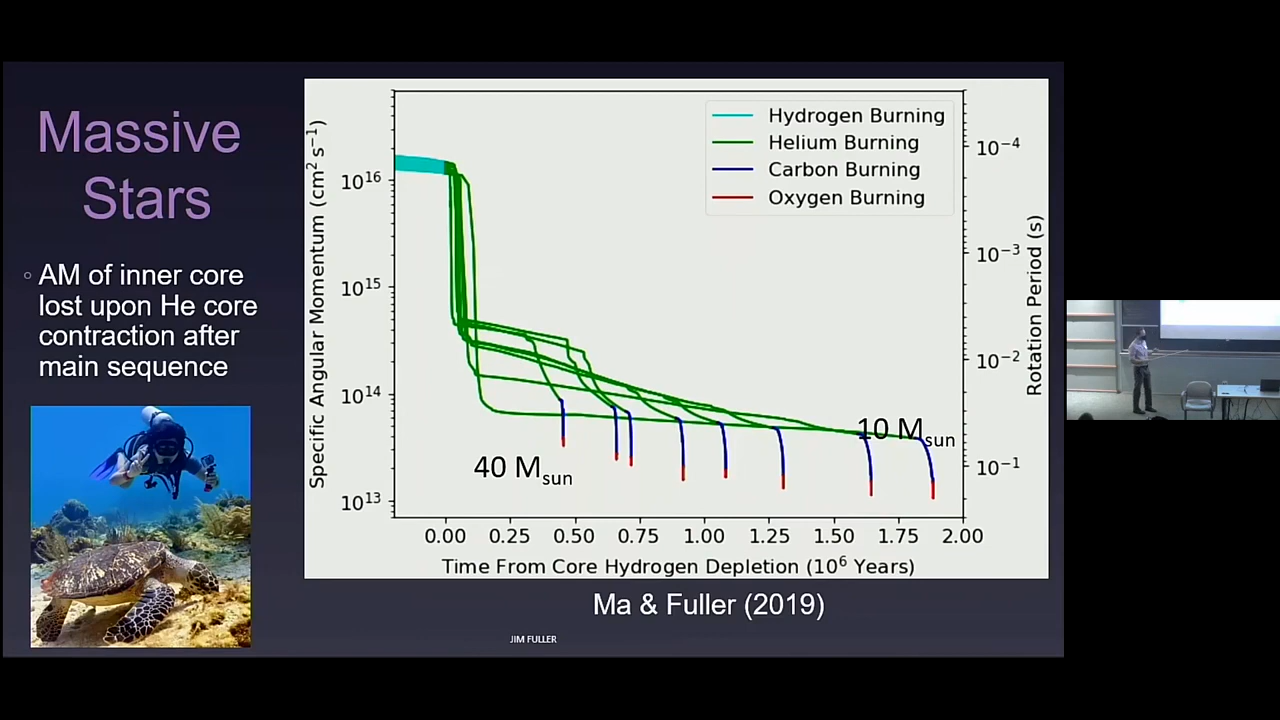 Massive
Stars
◦ AM of inner core
lost upon He core
contraction after
main sequence
Specific Angular Momentum (cm² s⁻¹)
10¹⁶
10¹⁵
10¹⁴
10¹³
Hydrogen Burning
Helium Burning
Carbon Burning
Oxygen Burning
10⁻⁴
10⁻³
10⁻²
10⁻¹
Rotation Period (s)
10 Msun
40 Msun
0.00 0.25 0.50 0.75 1.00 1.25 1.50 1.75 2.00
Time From Core Hydrogen Depletion (10⁶ Years)
Ma & Fuller (2019)
JIM FULLER